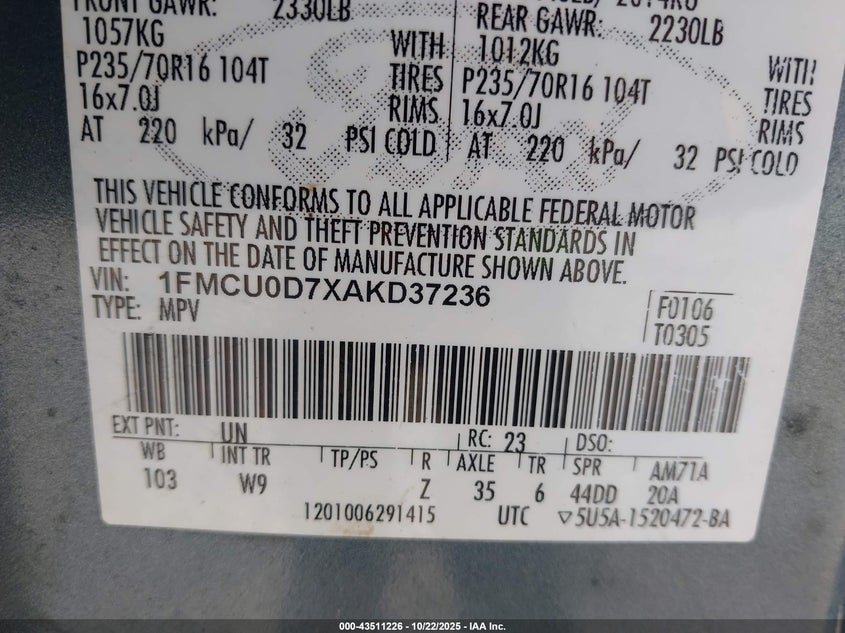 FRONT GAWR: 2330LB
1057KG WITH
P235/70R16 104T TIRES
16x7.0J RIMS
AT 220 kPa/ 32 PSI COLD
REAR GAWR: 2230LB
1012KG WITH
P235/70R16 104T TIRES
16x7.0J RIMS
AT 220 kPa/ 32 PSI COLD
THIS VEHICLE CONFORMS TO ALL APPLICABLE FEDERAL MOTOR
VEHICLE SAFETY AND THEFT PREVENTION STANDARDS IN
EFFECT ON THE DATE OF MANUFACTURE SHOWN ABOVE.
VIN: 1FMCU0D7XAKD37236
TYPE: MPV
F0106
T0305
EXT PNT: UN RC: 23 DSO:
WB INT TR TP/PS R AXLE TR SPR AM71A
103 W9 Z 35 6 44DD 20A
1201006291415 UTC ▽5U5A-1520472-BA
000-43511226 - 10/22/2025 - IAA Inc.